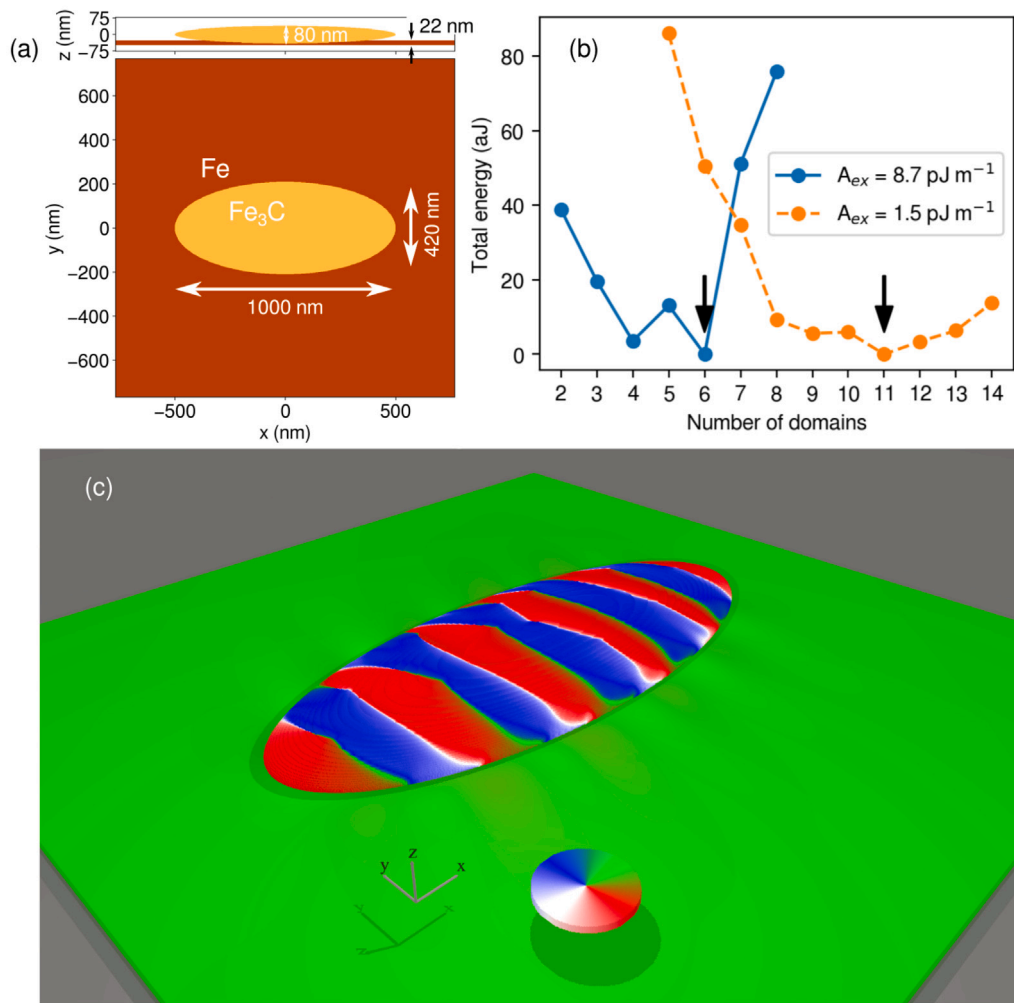 (a)
z (nm)
75
0
−75
80 nm
22 nm
y (nm)
600
400
200
0
−200
−400
−600
Fe
Fe₃C
420 nm
1000 nm
−500
0
500
x (nm)
(b)
Total energy (aJ)
80
60
40
20
0
Aₑₓ = 8.7 pJ m⁻¹
Aₑₓ = 1.5 pJ m⁻¹
2 3 4 5 6 7 8 9 10 11 12 13 14
Number of domains
(c)
y
z
x